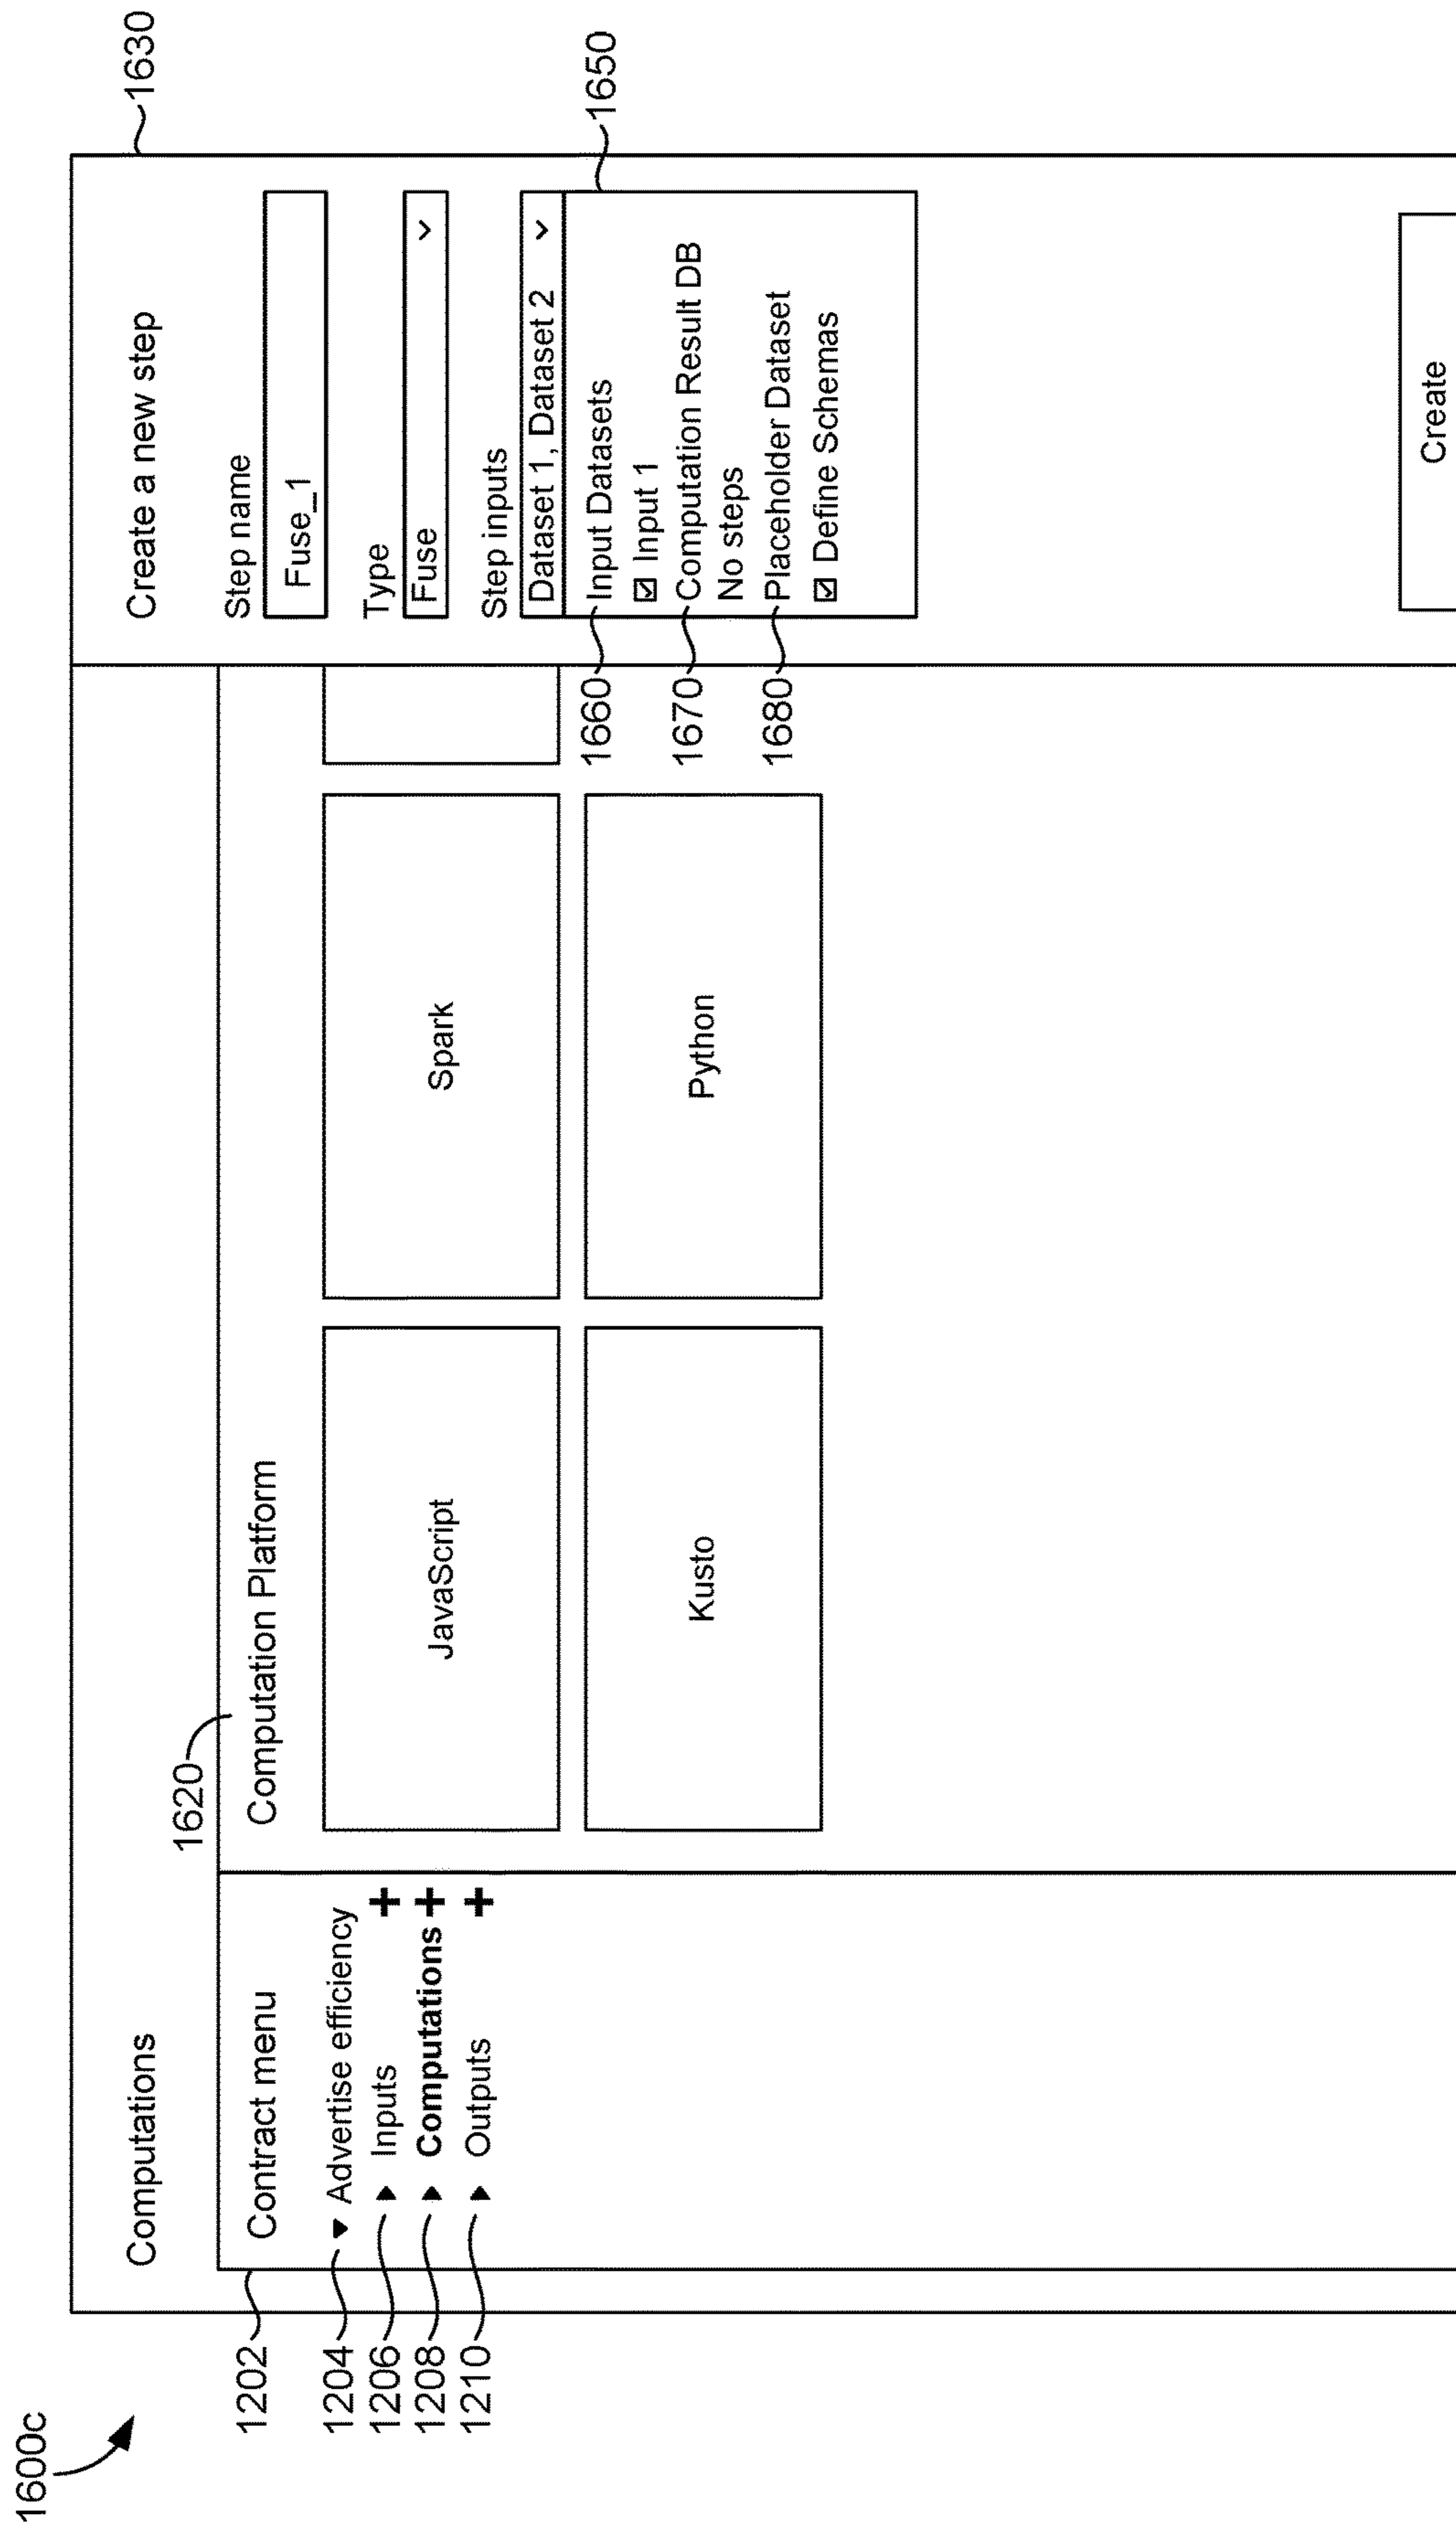 1600c
Computations
1620
1630
1202
Contract menu
1204
Advertise efficiency
1206
Inputs +
1208
Computations +
1210
Outputs +
Computation Platform
JavaScript
Spark
Kusto
Python
Create a new step
Step name
Fuse_1
Type
Fuse
Step inputs
Dataset 1, Dataset 2
1650
1660
Input Datasets
☑ Input 1
1670
Computation Result DB
No steps
1680
Placeholder Dataset
☑ Define Schemas
Create